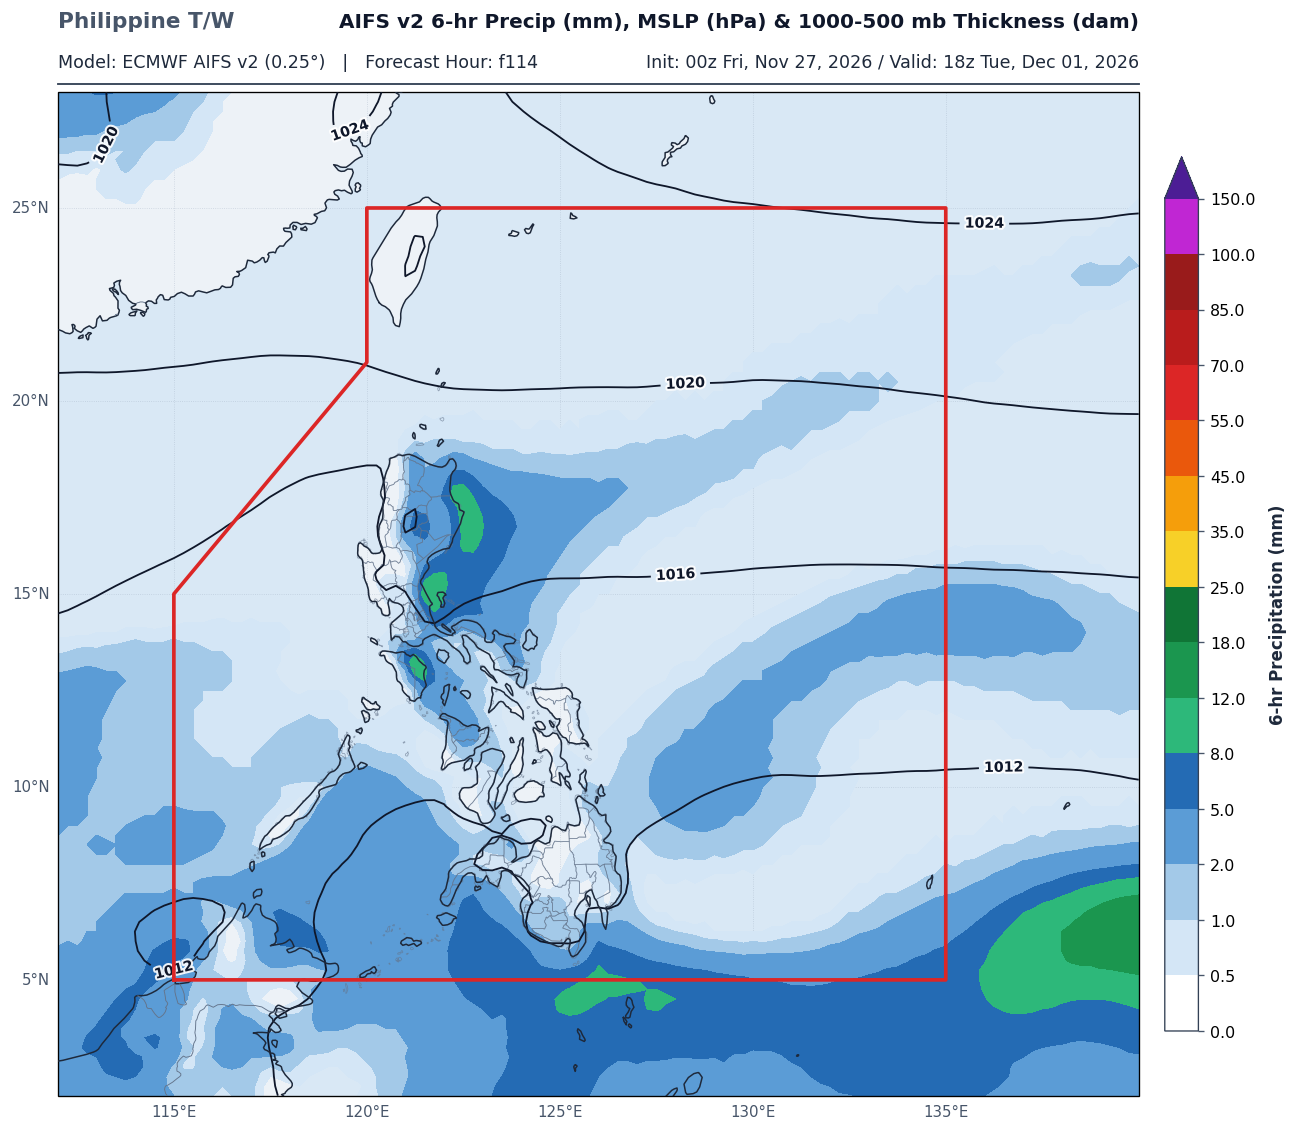 Philippine T/W
AIFS v2 6-hr Precip (mm), MSLP (hPa) & 1000-500 mb Thickness (dam)
Model: ECMWF AIFS v2 (0.25°) | Forecast Hour: f114
Init: 00z Fri, Nov 27, 2026 / Valid: 18z Tue, Dec 01, 2026
1020
1024
1024
1020
1016
1012
1012
25°N
20°N
15°N
10°N
5°N
115°E
120°E
125°E
130°E
135°E
150.0
100.0
85.0
70.0
55.0
45.0
35.0
25.0
18.0
12.0
8.0
5.0
2.0
1.0
0.5
0.0
6-hr Precipitation (mm)